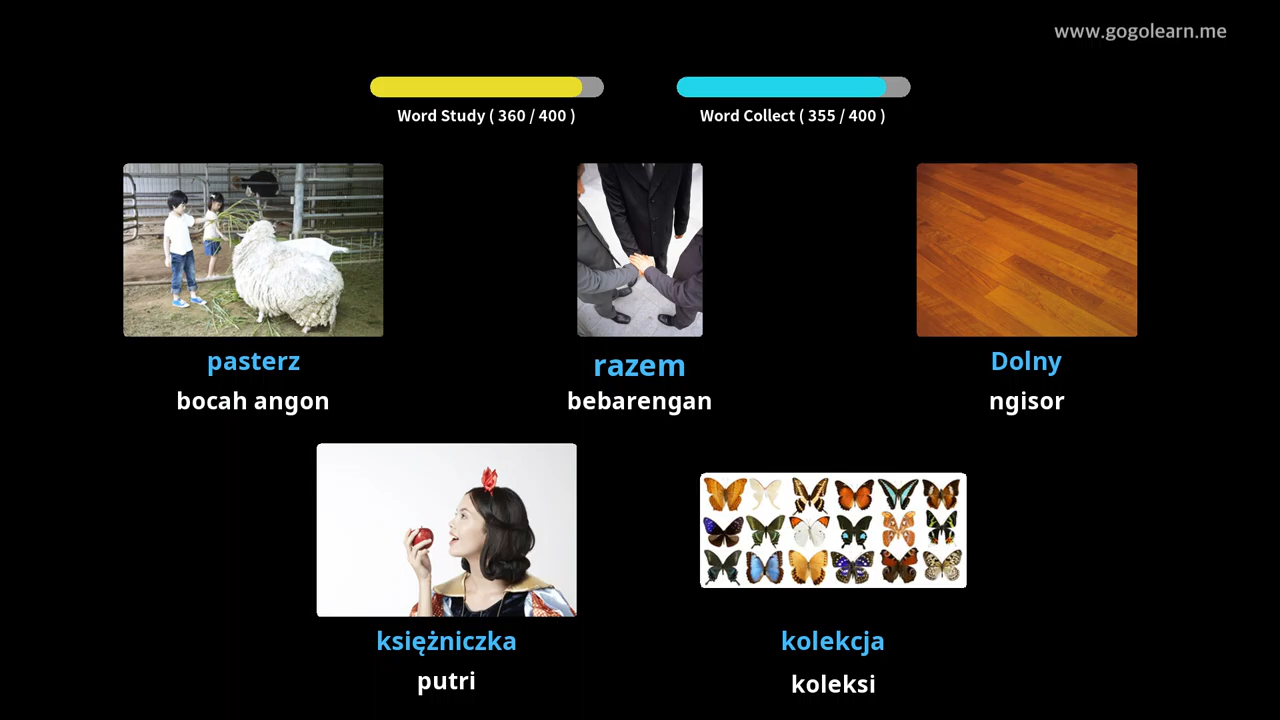 www.gogolearn.me
Word Study ( 360 / 400 )
Word Collect ( 355 / 400 )
pasterz
bocah angon
razem
bebarengan
Dolny
ngisor
księżniczka
putri
kolekcja
koleksi